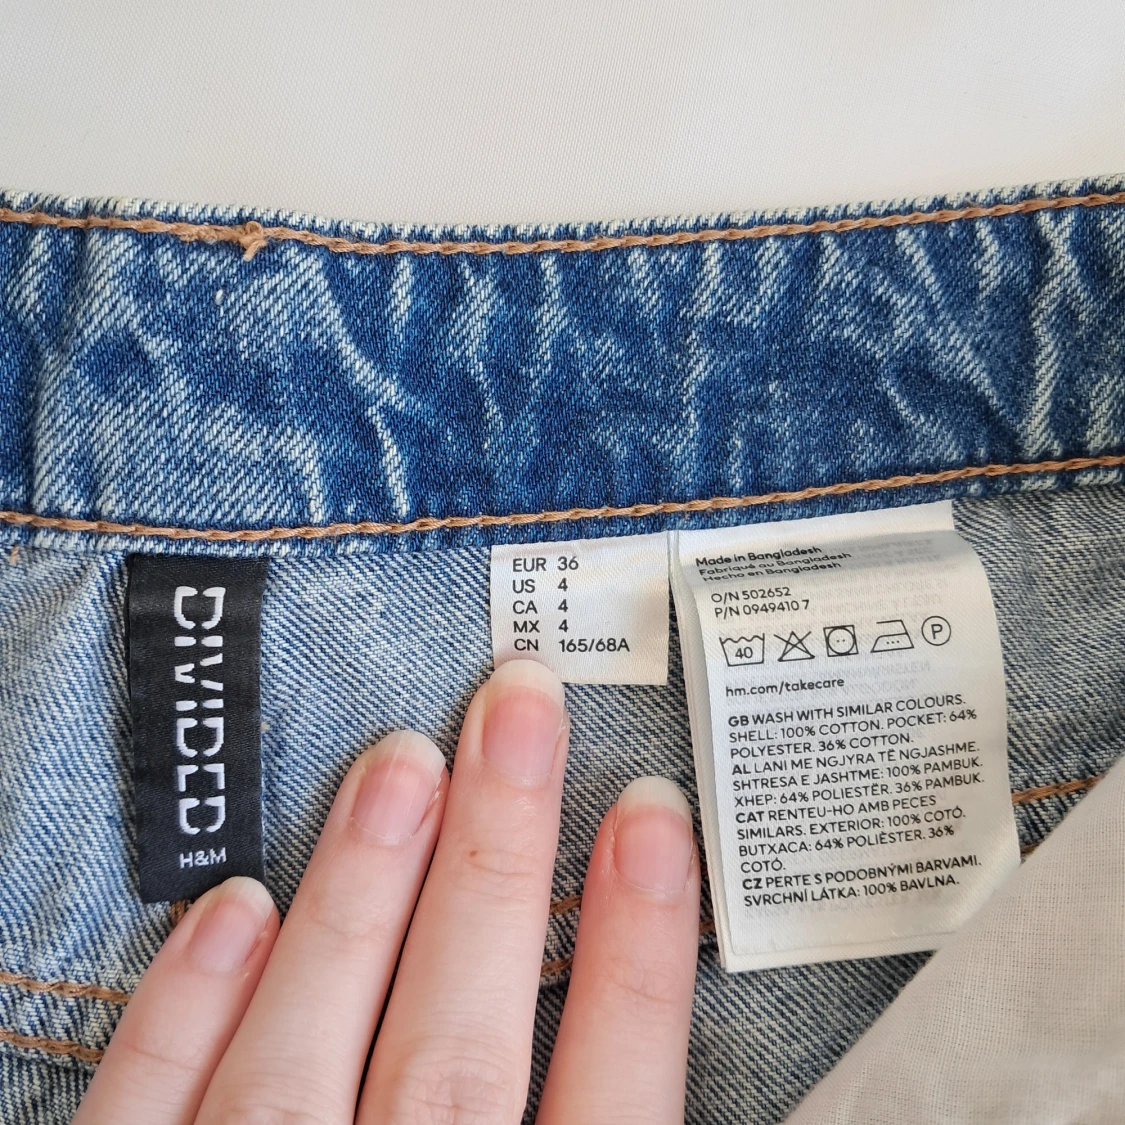 DIVIDED
H&M
EUR 36
US 4
CA 4
MX 4
CN 165/68A
Made in Bangladesh
Fabriqué au Bangladesh
Hecho en Bangladesh
O/N 502652
P/N 0949410 7
40
P
hm.com/takecare
GB WASH WITH SIMILAR COLOURS.
SHELL: 100% COTTON. POCKET: 64%
POLYESTER. 36% COTTON.
AL LANI ME NGJYRA TË NGJASHME.
SHTRESA E JASHTME: 100% PAMBUK.
XHEP: 64% POLIESTËR. 36% PAMBUK.
CAT RENTEU-HO AMB PECES
SIMILARS. EXTERIOR: 100% COTÓ.
BUTXACA: 64% POLIÈSTER. 36%
COTÓ.
CZ PERTE S PODOBNÝMI BARVAMI.
SVRCHNÍ LÁTKA: 100% BAVLNA.